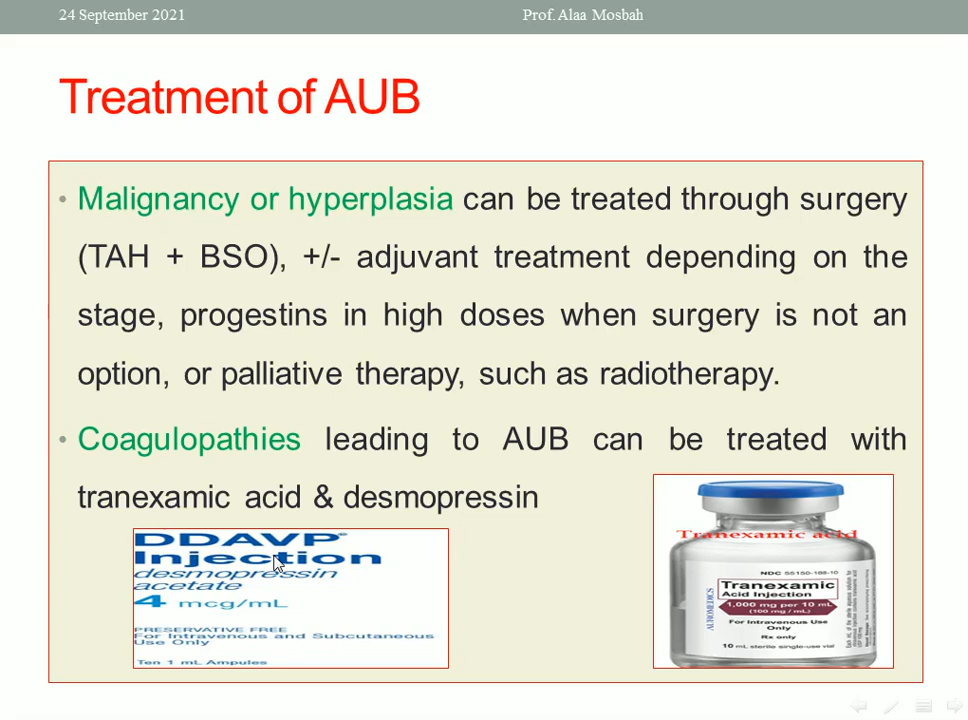 24 September 2021
Prof. Alaa Mosbah
Treatment of AUB
• Malignancy or hyperplasia can be treated through surgery
(TAH + BSO), +/- adjuvant treatment depending on the
stage, progestins in high doses when surgery is not an
option, or palliative therapy, such as radiotherapy.
• Coagulopathies leading to AUB can be treated with
tranexamic acid & desmopressin
DDAVP®
Injection
desmopressin
acetate
4 mcg/mL
PRESERVATIVE FREE
For Intravenous and Subcutaneous
Use Only
Ten 1 mL Ampules
Tranexamic acid
NDC 55150-188-10
Tranexamic
Acid Injection
1,000 mg per 10 mL
(100 mg / mL)
For Intravenous Use
Only
Rx only
10 mL sterile single-use vial
AUROMEDICS